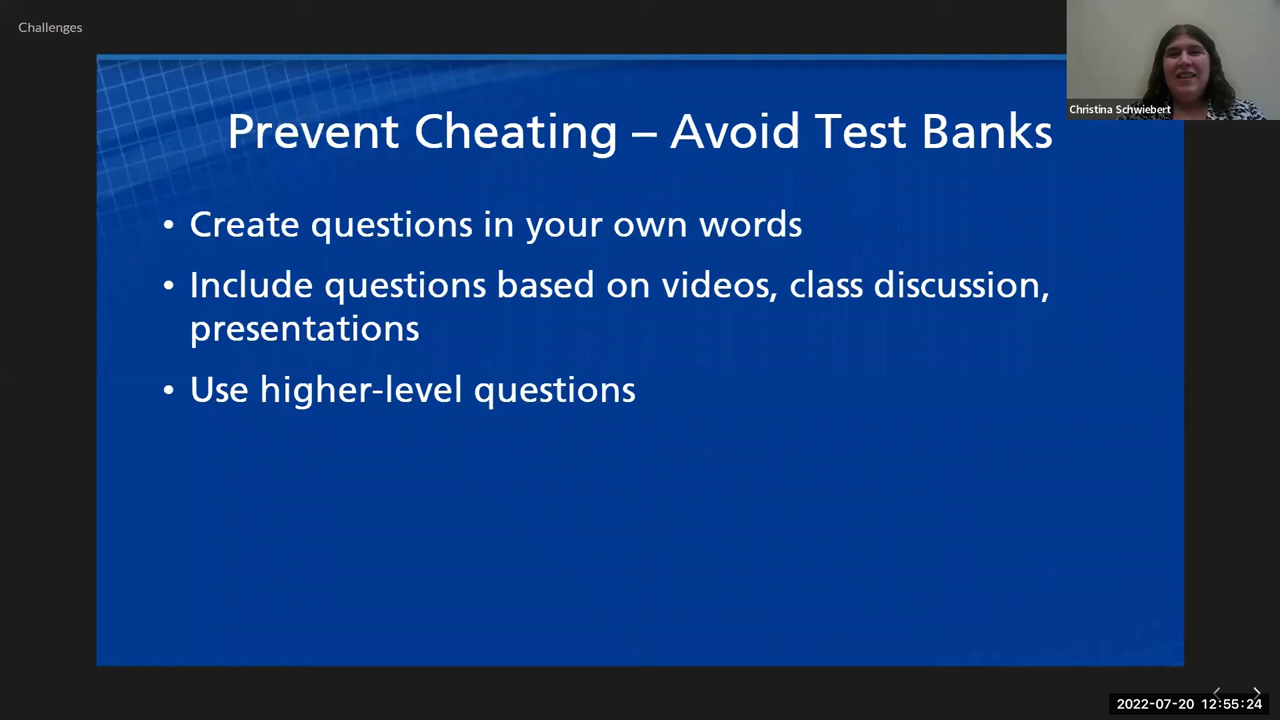 Challenges
Christina Schwiebert
Prevent Cheating – Avoid Test Banks
• Create questions in your own words
• Include questions based on videos, class discussion,
presentations
• Use higher-level questions
2022-07-20 12:55:24